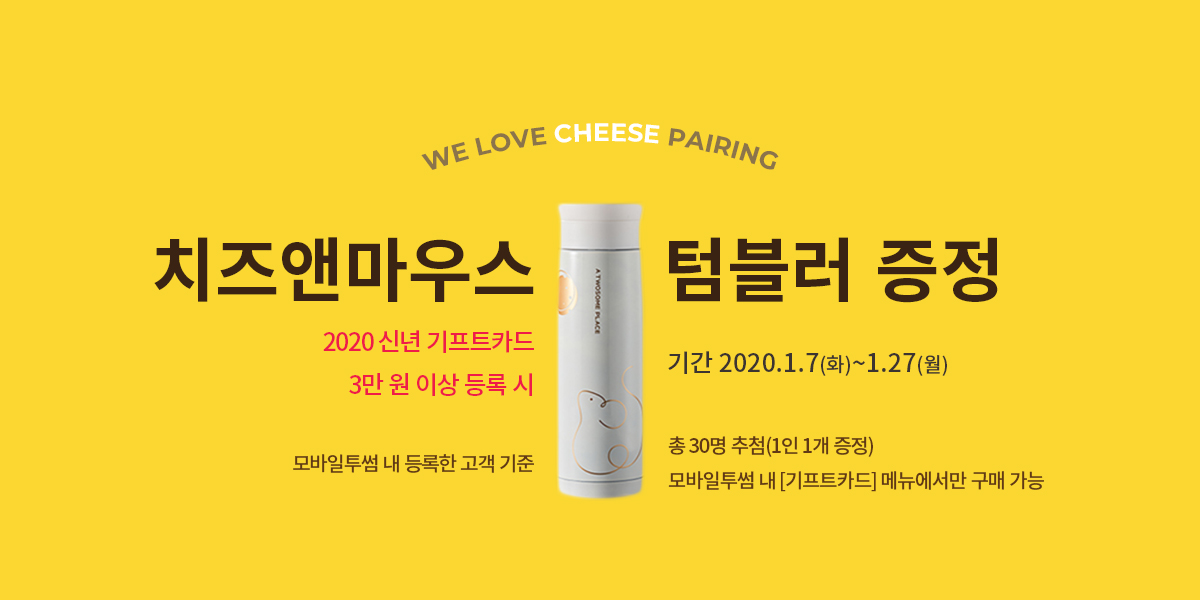 WE LOVE CHEESE PAIRING
치즈앤마우스 텀블러 증정
A TWOSOME PLACE
2020 신년 기프트카드
3만 원 이상 등록 시
모바일투썸 내 등록한 고객 기준
기간 2020.1.7(화)~1.27(월)
총 30명 추첨(1인 1개 증정)
모바일투썸 내 [기프트카드] 메뉴에서만 구매 가능